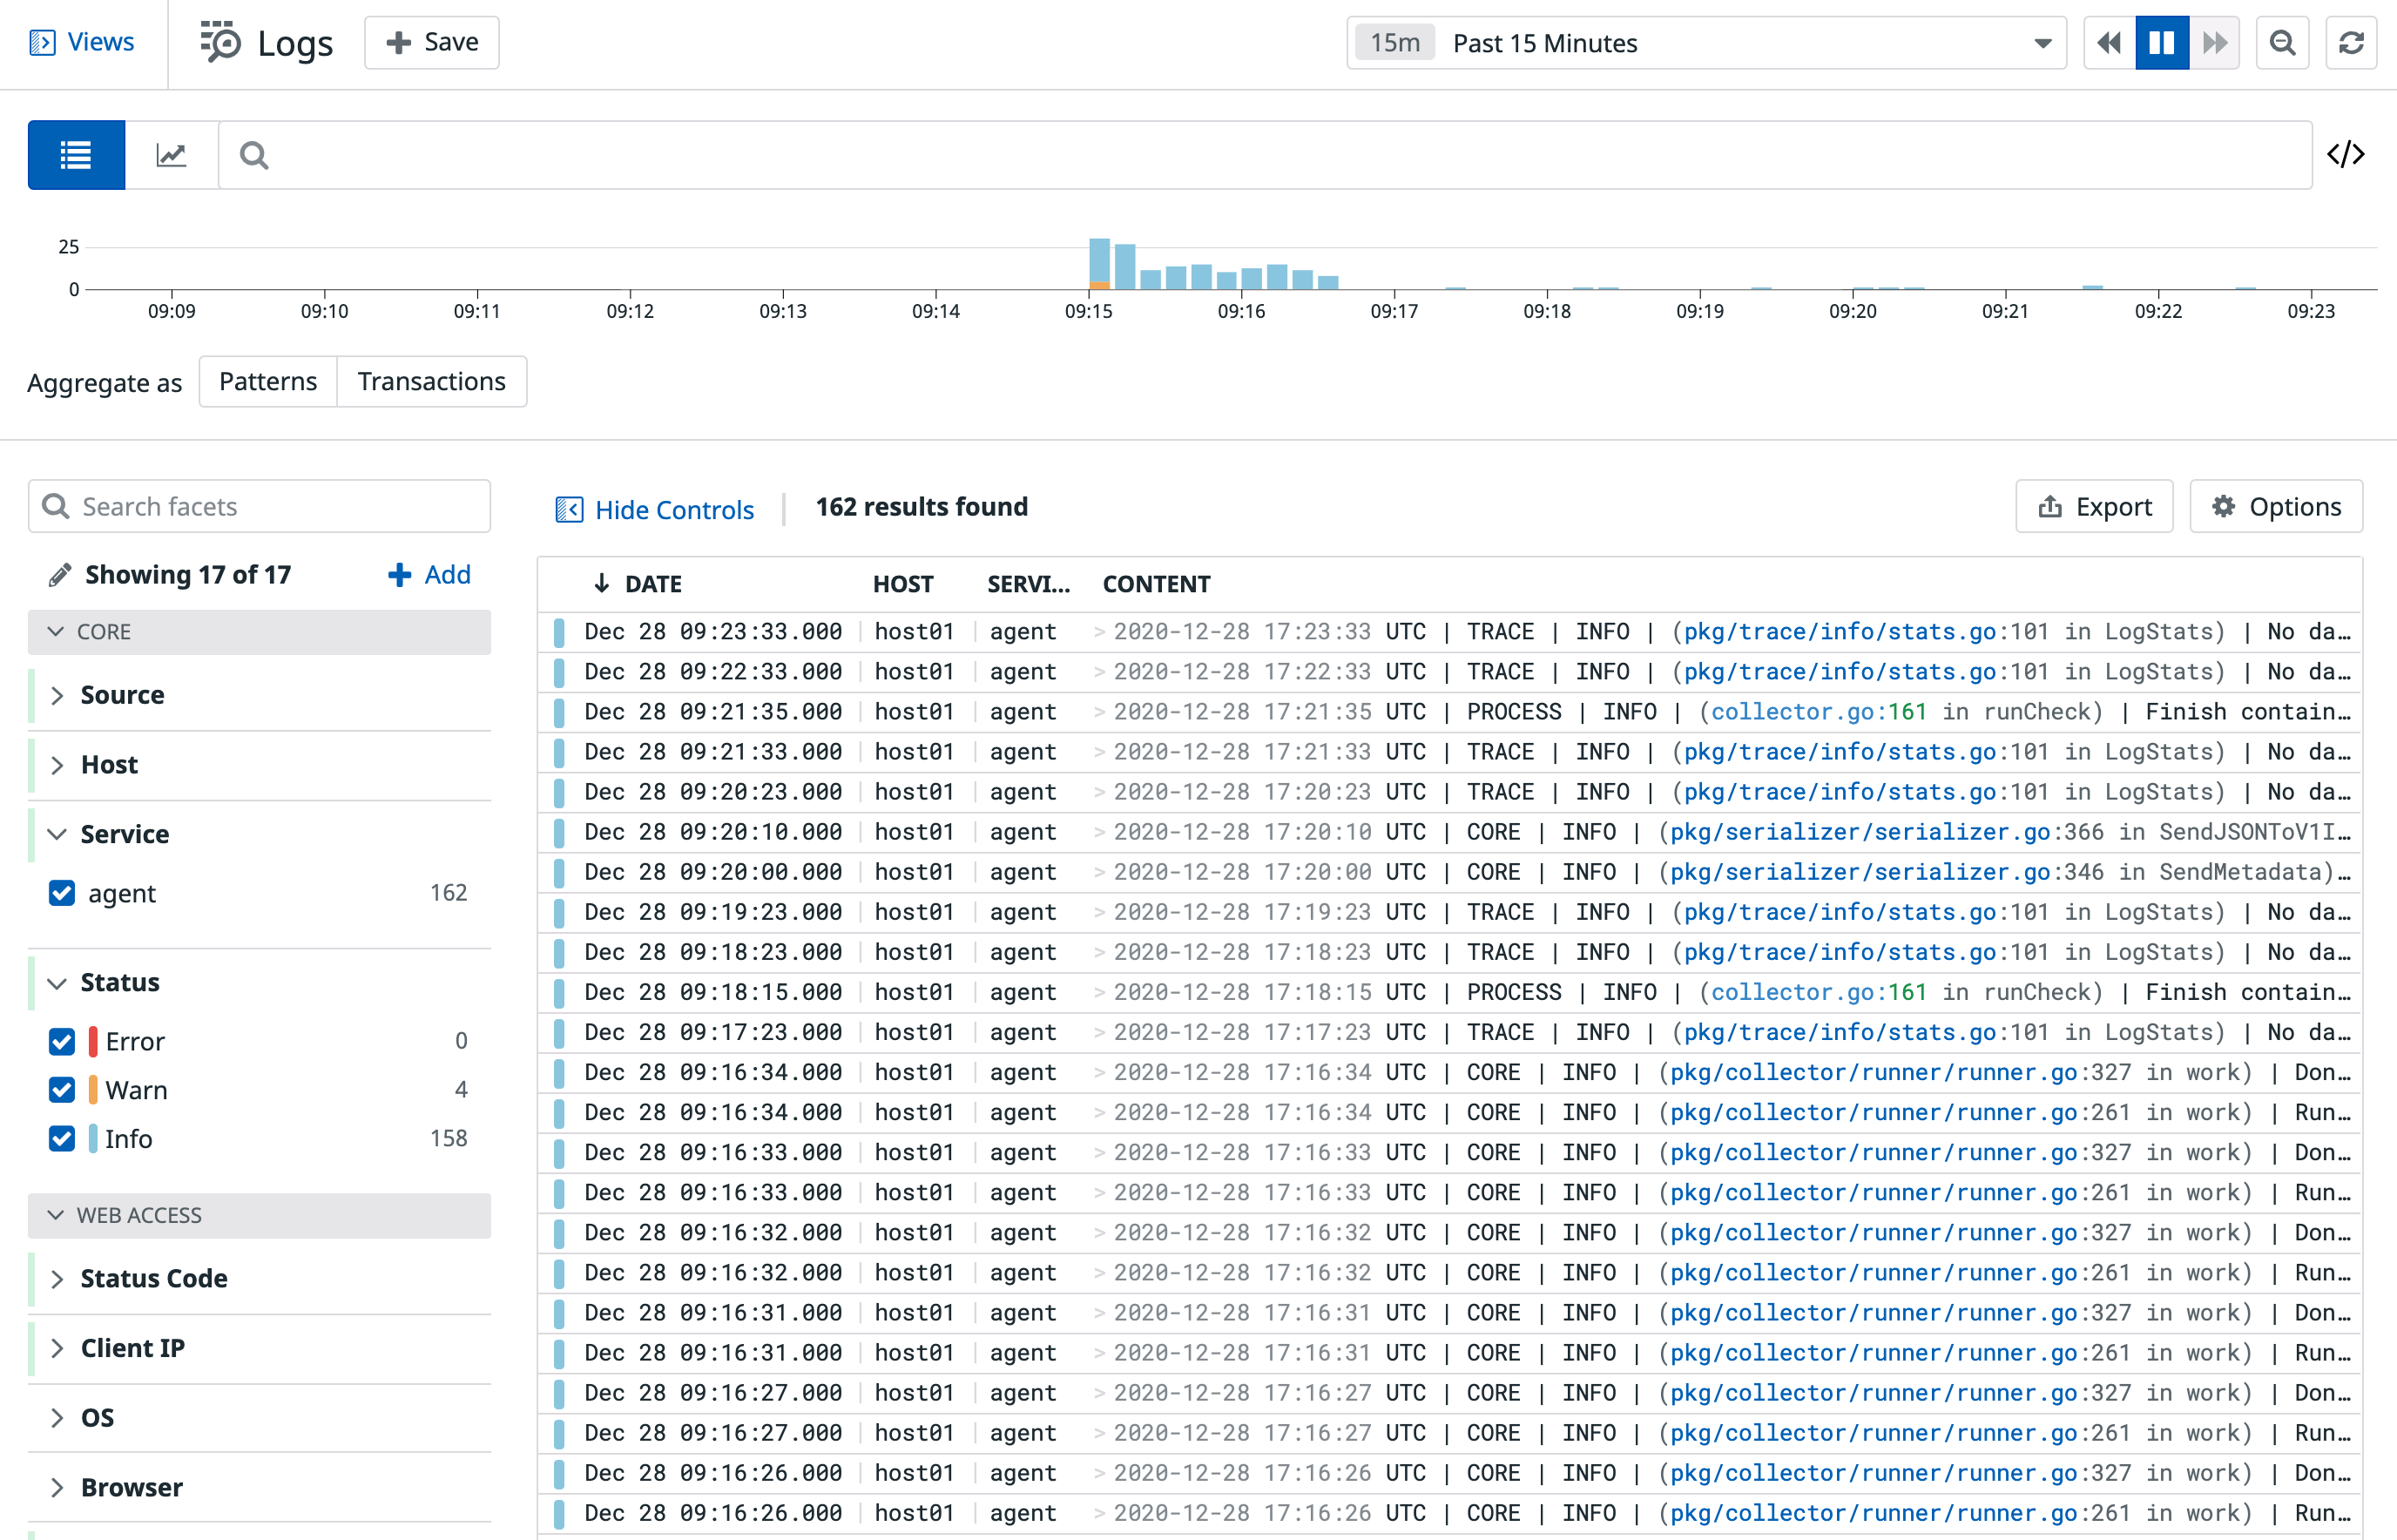 Views Logs Save 15m Past 15 Minutes
</>
25
0
09:09 09:10 09:11 09:12 09:13 09:14 09:15 09:16 09:17 09:18 09:19 09:20 09:21 09:22 09:23
Aggregate as Patterns Transactions
Search facets
Showing 17 of 17 Add
CORE
Source
Host
Service
agent 162
Status
Error 0
Warn 4
Info 158
WEB ACCESS
Status Code
Client IP
OS
Browser
Hide Controls 162 results found Export Options
DATE HOST SERVI... CONTENT
Dec 28 09:23:33.000 host01 agent > 2020-12-28 17:23:33 UTC | TRACE | INFO | (pkg/trace/info/stats.go:101 in LogStats) | No da…
Dec 28 09:22:33.000 host01 agent > 2020-12-28 17:22:33 UTC | TRACE | INFO | (pkg/trace/info/stats.go:101 in LogStats) | No da…
Dec 28 09:21:35.000 host01 agent > 2020-12-28 17:21:35 UTC | PROCESS | INFO | (collector.go:161 in runCheck) | Finish contain…
Dec 28 09:21:33.000 host01 agent > 2020-12-28 17:21:33 UTC | TRACE | INFO | (pkg/trace/info/stats.go:101 in LogStats) | No da…
Dec 28 09:20:23.000 host01 agent > 2020-12-28 17:20:23 UTC | TRACE | INFO | (pkg/trace/info/stats.go:101 in LogStats) | No da…
Dec 28 09:20:10.000 host01 agent > 2020-12-28 17:20:10 UTC | CORE | INFO | (pkg/serializer/serializer.go:366 in SendJSONToV1I…
Dec 28 09:20:00.000 host01 agent > 2020-12-28 17:20:00 UTC | CORE | INFO | (pkg/serializer/serializer.go:346 in SendMetadata)…
Dec 28 09:19:23.000 host01 agent > 2020-12-28 17:19:23 UTC | TRACE | INFO | (pkg/trace/info/stats.go:101 in LogStats) | No da…
Dec 28 09:18:23.000 host01 agent > 2020-12-28 17:18:23 UTC | TRACE | INFO | (pkg/trace/info/stats.go:101 in LogStats) | No da…
Dec 28 09:18:15.000 host01 agent > 2020-12-28 17:18:15 UTC | PROCESS | INFO | (collector.go:161 in runCheck) | Finish contain…
Dec 28 09:17:23.000 host01 agent > 2020-12-28 17:17:23 UTC | TRACE | INFO | (pkg/trace/info/stats.go:101 in LogStats) | No da…
Dec 28 09:16:34.000 host01 agent > 2020-12-28 17:16:34 UTC | CORE | INFO | (pkg/collector/runner/runner.go:327 in work) | Don…
Dec 28 09:16:34.000 host01 agent > 2020-12-28 17:16:34 UTC | CORE | INFO | (pkg/collector/runner/runner.go:261 in work) | Run…
Dec 28 09:16:33.000 host01 agent > 2020-12-28 17:16:33 UTC | CORE | INFO | (pkg/collector/runner/runner.go:327 in work) | Don…
Dec 28 09:16:33.000 host01 agent > 2020-12-28 17:16:33 UTC | CORE | INFO | (pkg/collector/runner/runner.go:261 in work) | Run…
Dec 28 09:16:32.000 host01 agent > 2020-12-28 17:16:32 UTC | CORE | INFO | (pkg/collector/runner/runner.go:327 in work) | Don…
Dec 28 09:16:32.000 host01 agent > 2020-12-28 17:16:32 UTC | CORE | INFO | (pkg/collector/runner/runner.go:261 in work) | Run…
Dec 28 09:16:31.000 host01 agent > 2020-12-28 17:16:31 UTC | CORE | INFO | (pkg/collector/runner/runner.go:327 in work) | Don…
Dec 28 09:16:31.000 host01 agent > 2020-12-28 17:16:31 UTC | CORE | INFO | (pkg/collector/runner/runner.go:261 in work) | Run…
Dec 28 09:16:27.000 host01 agent > 2020-12-28 17:16:27 UTC | CORE | INFO | (pkg/collector/runner/runner.go:327 in work) | Don…
Dec 28 09:16:27.000 host01 agent > 2020-12-28 17:16:27 UTC | CORE | INFO | (pkg/collector/runner/runner.go:261 in work) | Run…
Dec 28 09:16:26.000 host01 agent > 2020-12-28 17:16:26 UTC | CORE | INFO | (pkg/collector/runner/runner.go:327 in work) | Don…
Dec 28 09:16:26.000 host01 agent > 2020-12-28 17:16:26 UTC | CORE | INFO | (pkg/collector/runner/runner.go:261 in work) | Run…